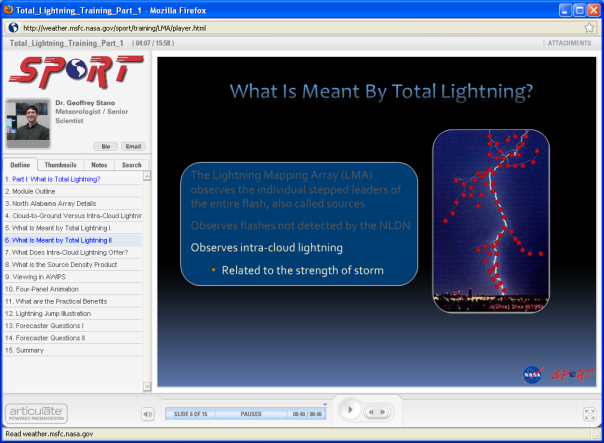 Total_Lightning_Training_Part_1 - Mozilla Firefox
http://weather.msfc.nasa.gov/sport/training/LMA/player.html
Total_Lightning_Training_Part_1 ( 04:07 / 15:58 )
ATTACHMENTS
SPORT
Dr. Geoffrey Stano
Meteorologist / Senior
Scientist
Bio Email
Outline Thumbnails Notes Search
1. Part I: What is Total Lightning?
2. Module Outline
3. North Alabama Array Details
4. Cloud-to-Ground Versus Intra-Cloud Lightnin
5. What Is Meant by Total Lightning I
6. What Is Meant by Total Lightning II
7. What Does Intra-Cloud Lightning Offer?
8. What is the Source Density Product
9. Viewing in AWIPS
10. Four-Panel Animation
11. What are the Practical Benefits
12. Lightning Jump Illustration
13. Forecaster Questions I
14. Forecaster Questions II
15. Summary
What Is Meant By Total Lightning?
The Lightning Mapping Array (LMA)
observes the individual stepped leaders of
the entire flash, also called sources
Observes flashes not detected by the NLDN
Observes intra-cloud lightning
• Related to the strength of storm
NASA
SPORT
articulate
POWERED PRESENTATION
SLIDE 6 OF 15 PAUSED 00:40 / 00:40
Read weather.msfc.nasa.gov